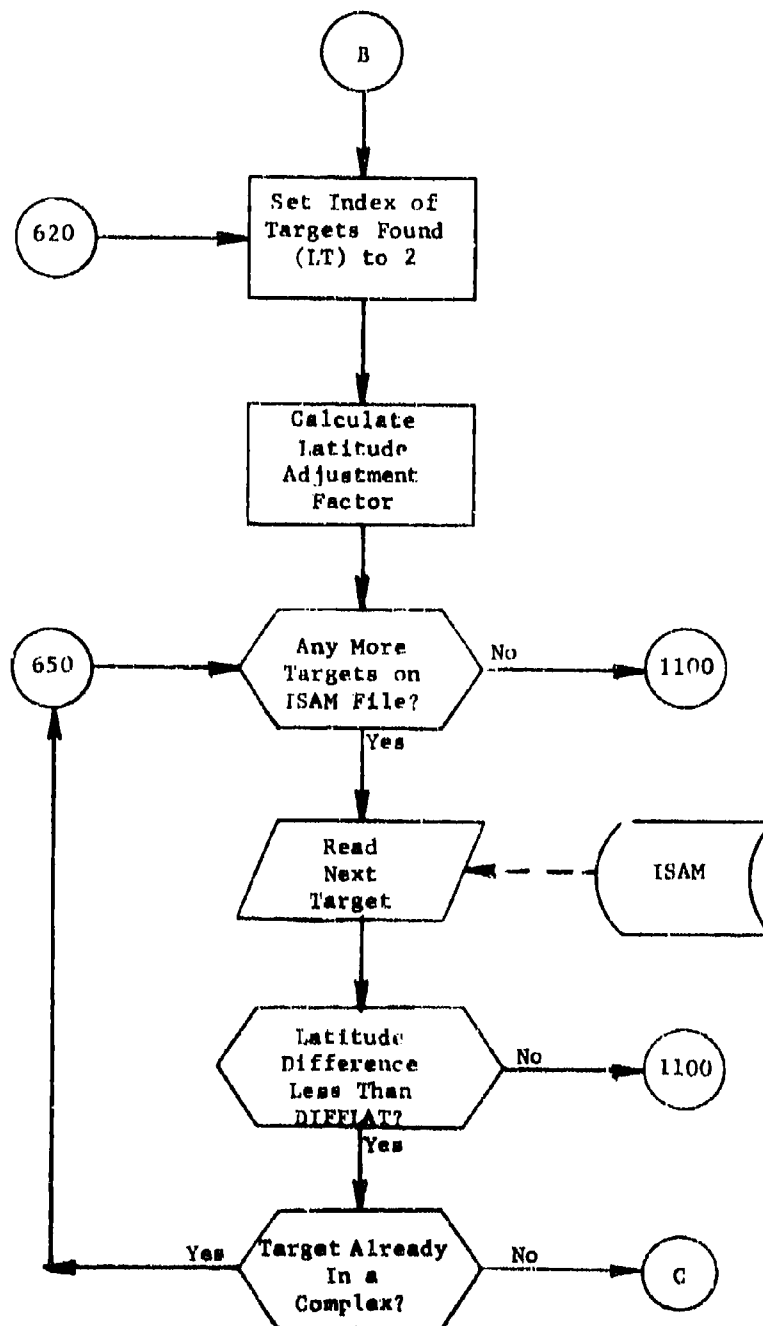 B
Set Index of
Targets Found
(LT) to 2
620
Calculate
Latitude
Adjustment
Factor
650
Any More
Targets on
ISAM File?
No
1100
Yes
Read
Next
Target
ISAM
Latitude
Difference
Less Than
DIFFLAT?
No
1100
Yes
Yes
Target Already
In a
Complex?
No
C